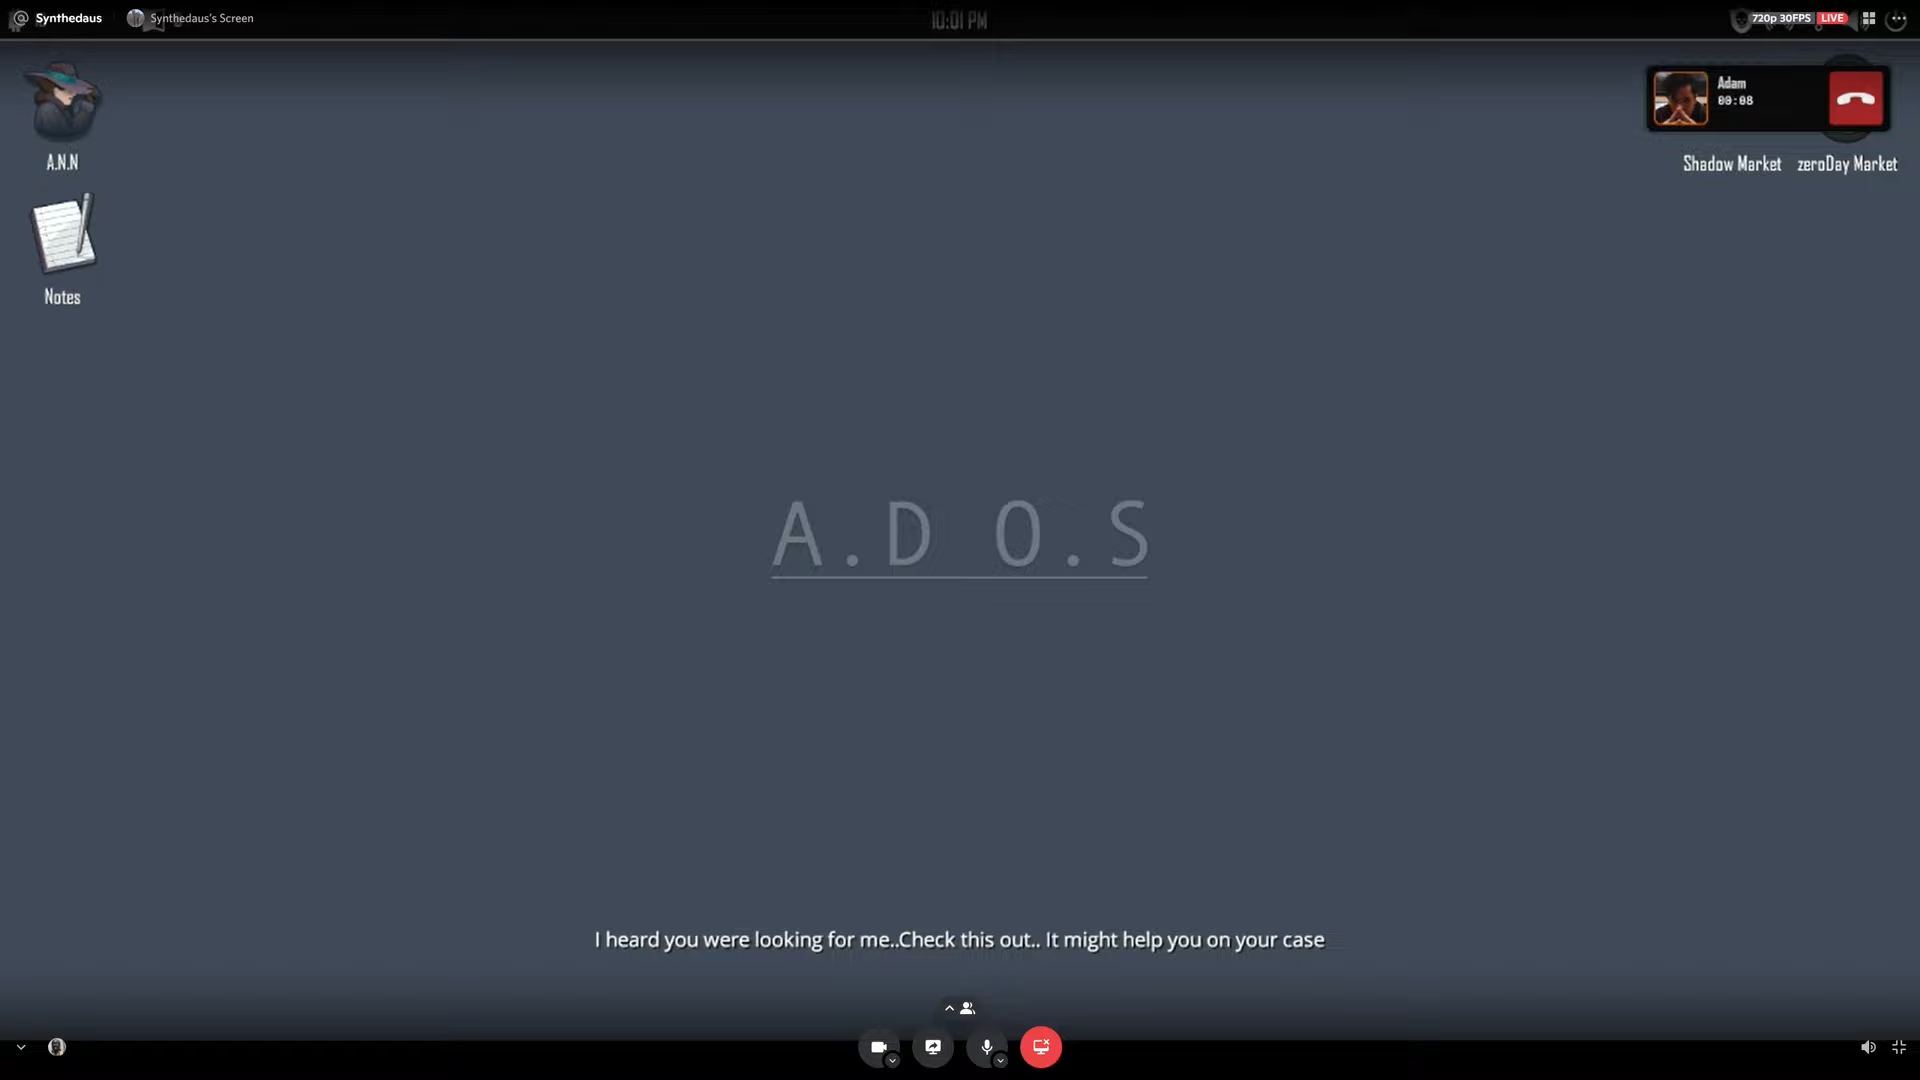 Synthedaus
Synthedaus's Screen
10:01 PM
720p 30FPS
LIVE
A.N.N
Notes
Adam
00:08
Shadow Market
zeroDay Market
A.D O.S
I heard you were looking for me..Check this out.. It might help you on your case